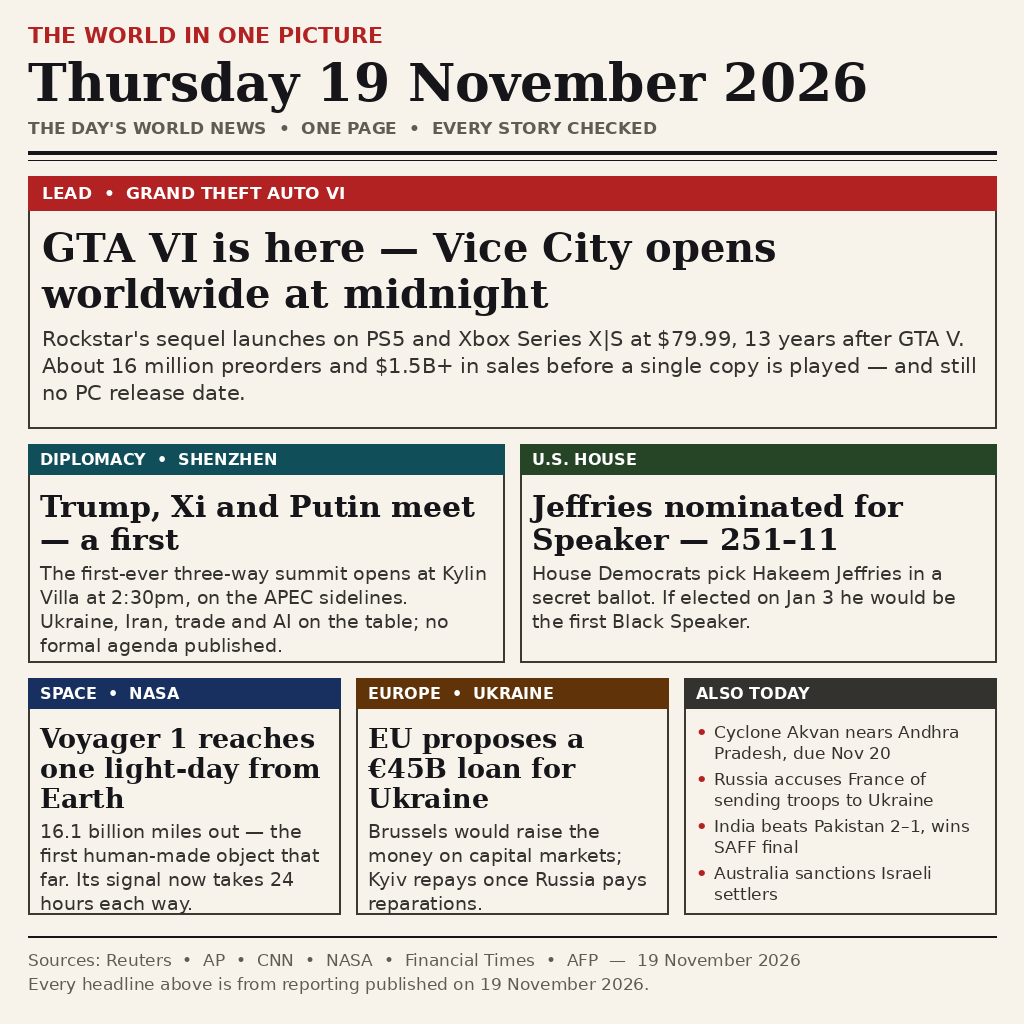 THE WORLD IN ONE PICTURE
Thursday 19 November 2026
THE DAY'S WORLD NEWS • ONE PAGE • EVERY STORY CHECKED
LEAD • GRAND THEFT AUTO VI
GTA VI is here — Vice City opens
worldwide at midnight
Rockstar's sequel launches on PS5 and Xbox Series X|S at $79.99, 13 years after GTA V.
About 16 million preorders and $1.5B+ in sales before a single copy is played — and still
no PC release date.
DIPLOMACY • SHENZHEN
Trump, Xi and Putin meet
— a first
The first-ever three-way summit opens at Kylin
Villa at 2:30pm, on the APEC sidelines.
Ukraine, Iran, trade and AI on the table; no
formal agenda published.
U.S. HOUSE
Jeffries nominated for
Speaker — 251–11
House Democrats pick Hakeem Jeffries in a
secret ballot. If elected on Jan 3 he would be
the first Black Speaker.
SPACE • NASA
Voyager 1 reaches
one light-day from
Earth
16.1 billion miles out — the
first human-made object that
far. Its signal now takes 24
hours each way.
EUROPE • UKRAINE
EU proposes a
€45B loan for
Ukraine
Brussels would raise the
money on capital markets;
Kyiv repays once Russia pays
reparations.
ALSO TODAY
• Cyclone Akvan nears Andhra
Pradesh, due Nov 20
• Russia accuses France of
sending troops to Ukraine
• India beats Pakistan 2–1, wins
SAFF final
• Australia sanctions Israeli
settlers
Sources: Reuters • AP • CNN • NASA • Financial Times • AFP — 19 November 2026
Every headline above is from reporting published on 19 November 2026.